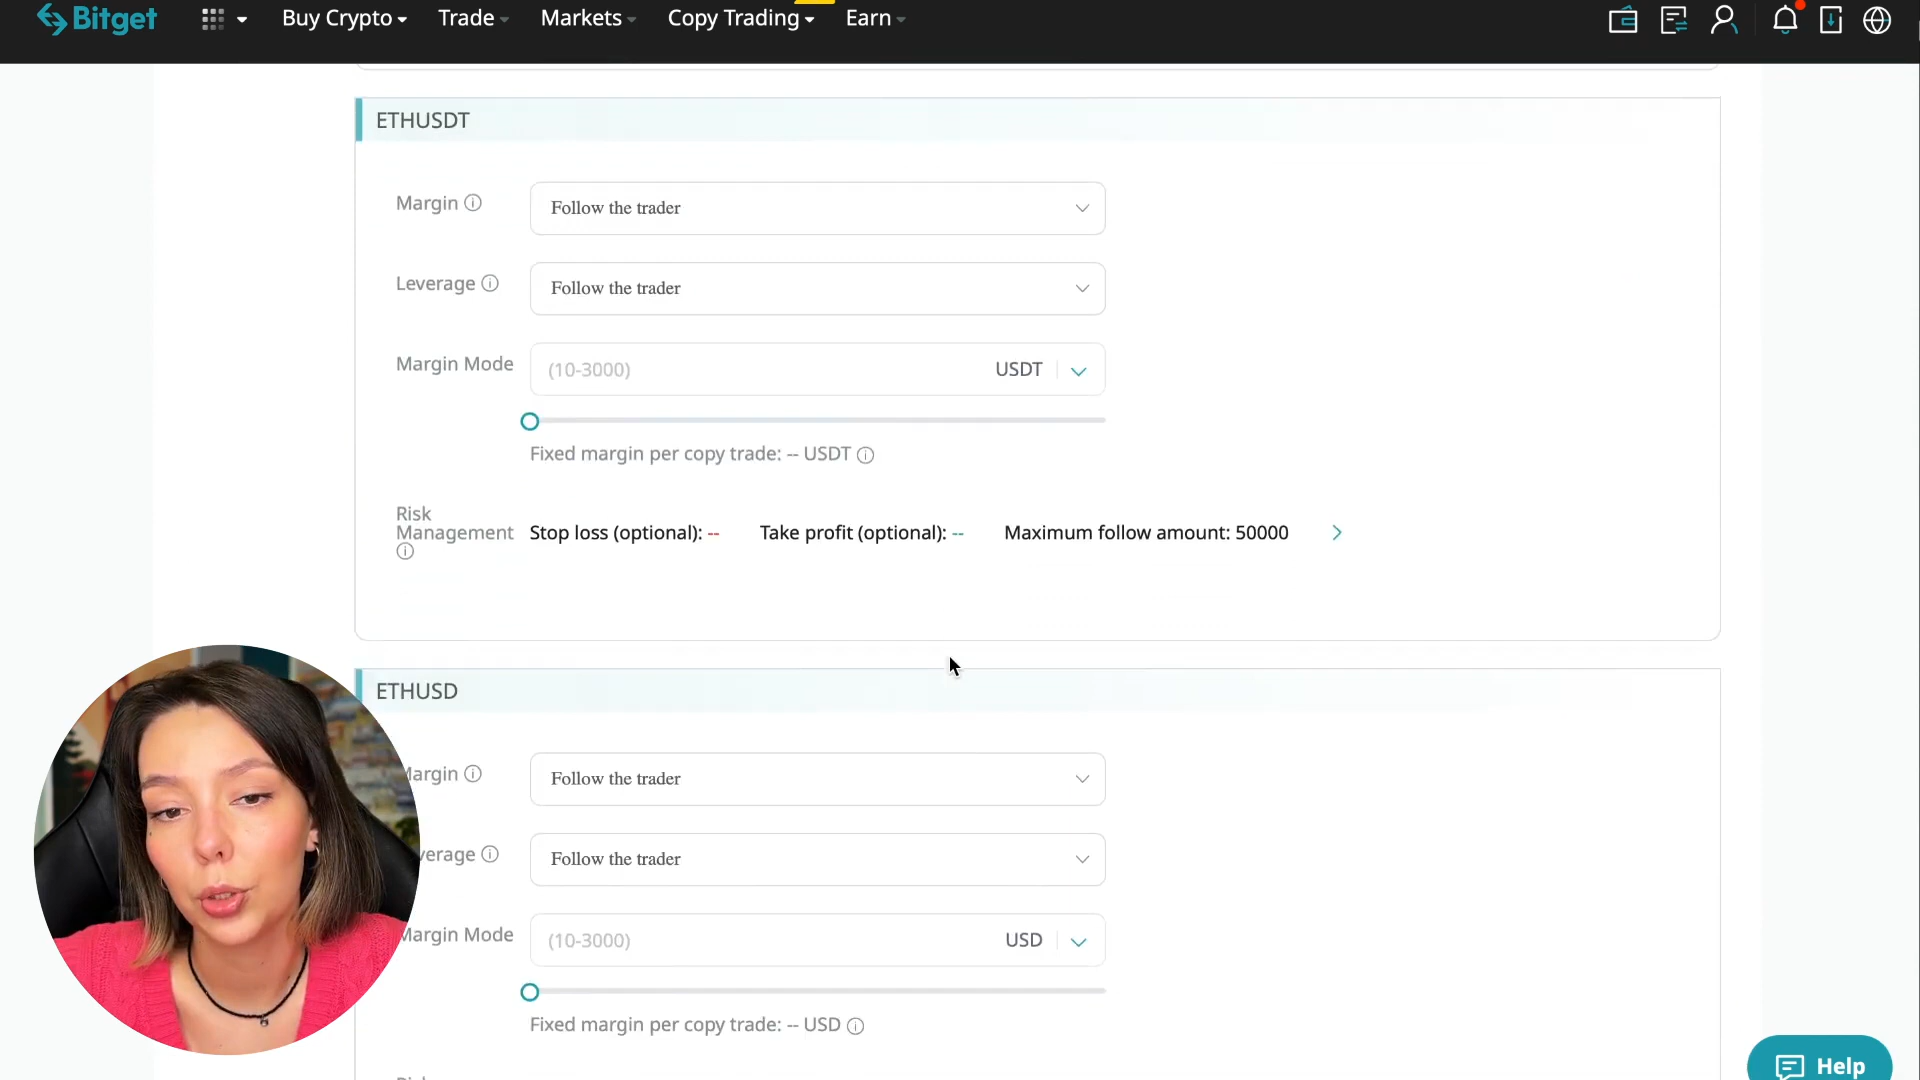 Bitget Buy Crypto Trade Markets Copy Trading Earn
ETHUSDT
Margin Follow the trader
Leverage Follow the trader
Margin Mode (10-3000) USDT
Fixed margin per copy trade: -- USDT
Risk
Management Stop loss (optional): -- Take profit (optional): -- Maximum follow amount: 50000
ETHUSD
Margin Follow the trader
verage Follow the trader
Margin Mode (10-3000) USD
Fixed margin per copy trade: -- USD
Help